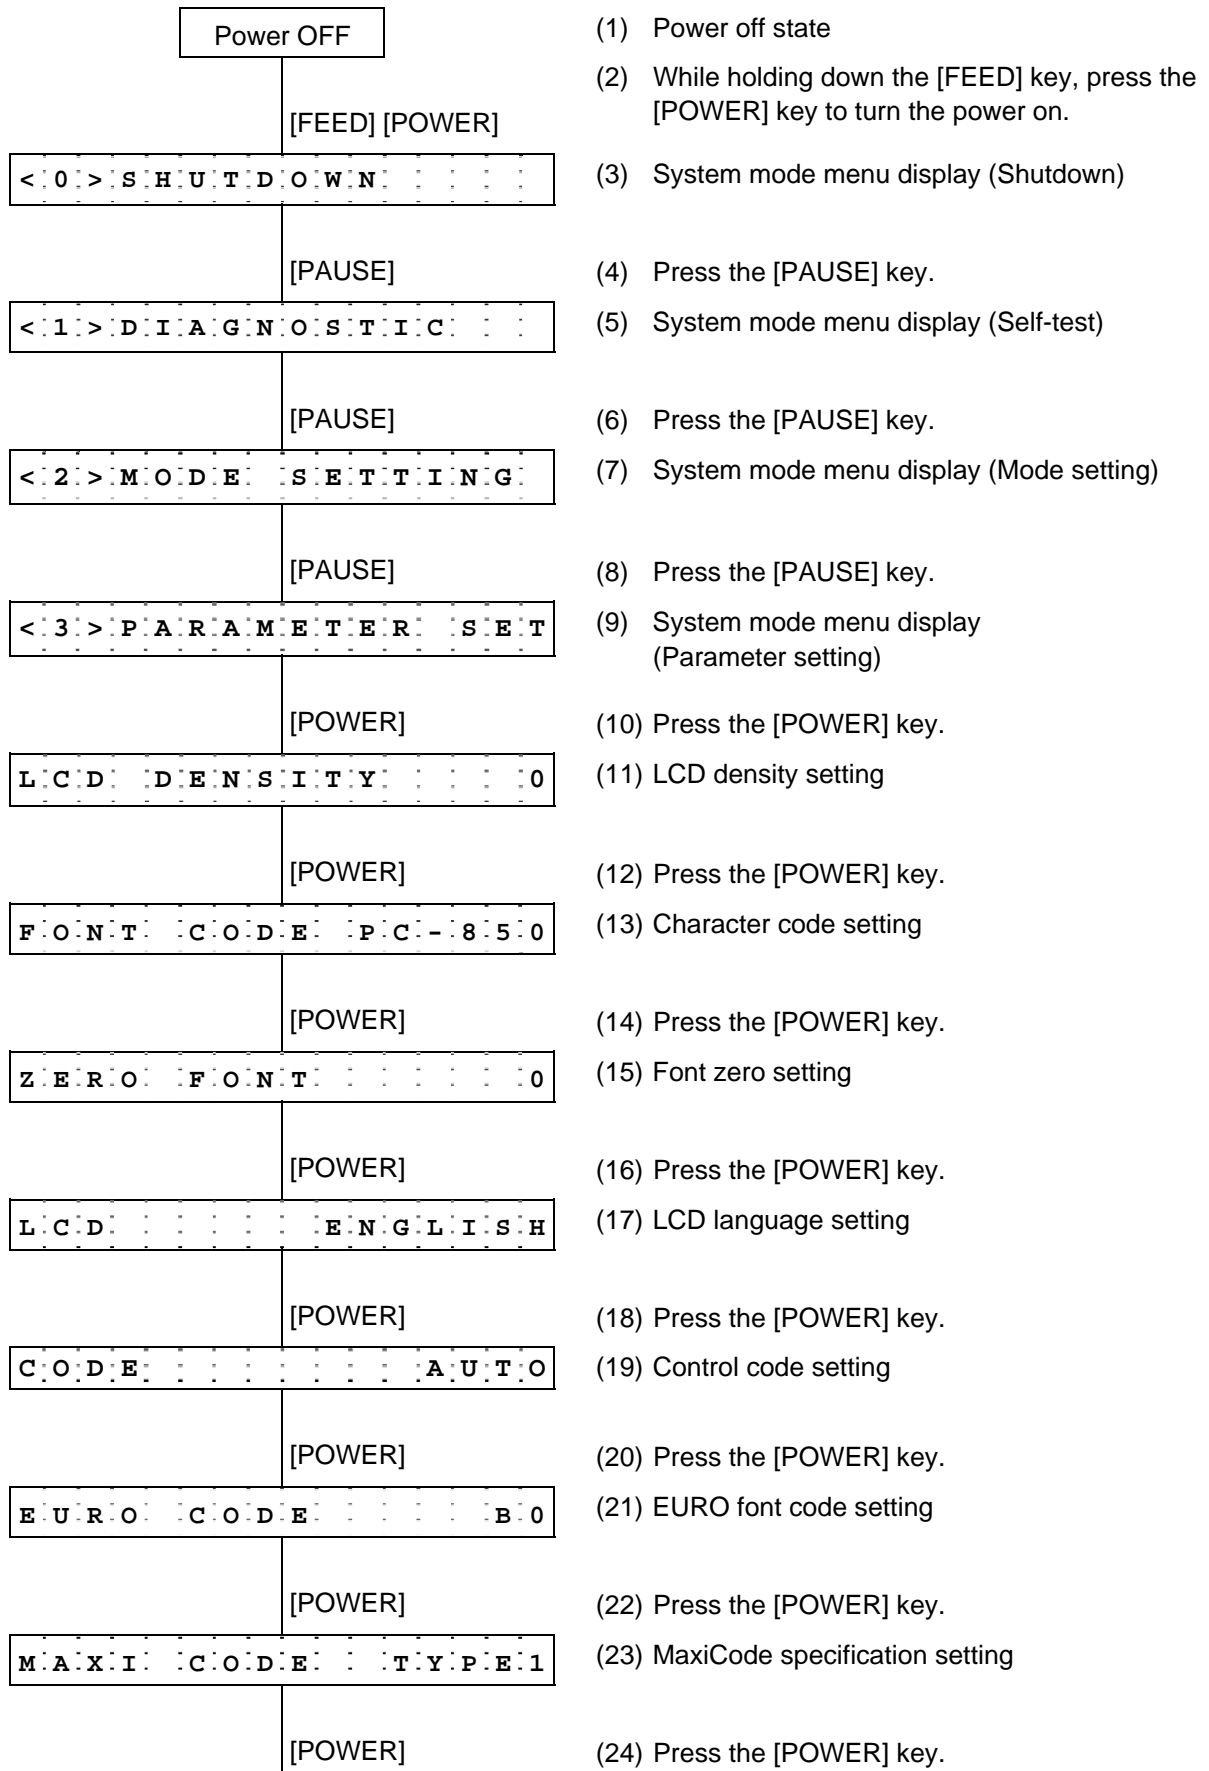 Power OFF
(1) Power off state
(2) While holding down the [FEED] key, press the
[POWER] key to turn the power on.
[FEED] [POWER]
<0>SHUTDOWN
(3) System mode menu display (Shutdown)
[PAUSE]
(4) Press the [PAUSE] key.
<1>DIAGNOSTIC
(5) System mode menu display (Self-test)
[PAUSE]
(6) Press the [PAUSE] key.
<2>MODE SETTING
(7) System mode menu display (Mode setting)
[PAUSE]
(8) Press the [PAUSE] key.
<3>PARAMETER SET
(9) System mode menu display
(Parameter setting)
[POWER]
(10) Press the [POWER] key.
LCD DENSITY 0
(11) LCD density setting
[POWER]
(12) Press the [POWER] key.
FONT CODE PC-850
(13) Character code setting
[POWER]
(14) Press the [POWER] key.
ZERO FONT 0
(15) Font zero setting
[POWER]
(16) Press the [POWER] key.
LCD ENGLISH
(17) LCD language setting
[POWER]
(18) Press the [POWER] key.
CODE AUTO
(19) Control code setting
[POWER]
(20) Press the [POWER] key.
EURO CODE B0
(21) EURO font code setting
[POWER]
(22) Press the [POWER] key.
MAXI CODE TYPE1
(23) MaxiCode specification setting
[POWER]
(24) Press the [POWER] key.